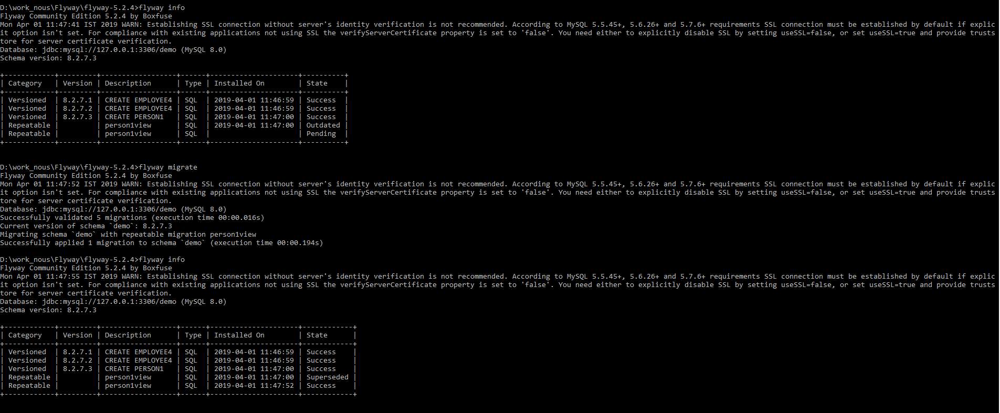 D:\work_nous\Flyway\flyway-5.2.4>flyway info
Flyway Community Edition 5.2.4 by Boxfuse
Mon Apr 01 11:47:41 IST 2019 WARN: Establishing SSL connection without server's identity verification is not recommended. According to MySQL 5.5.45+, 5.6.26+ and 5.7.6+ requirements SSL connection must be established by default if explic
it option isn't set. For compliance with existing applications not using SSL the verifyServerCertificate property is set to 'false'. You need either to explicitly disable SSL by setting useSSL=false, or set useSSL=true and provide trusts
tore for server certificate verification.
Database: jdbc:mysql://127.0.0.1:3306/demo (MySQL 8.0)
Schema version: 8.2.7.3
+------------+---------+------------------+------+---------------------+----------+
| Category   | Version | Description      | Type | Installed On        | State    |
+------------+---------+------------------+------+---------------------+----------+
| Versioned  | 8.2.7.1 | CREATE EMPLOYEE4 | SQL  | 2019-04-01 11:46:59 | Success  |
| Versioned  | 8.2.7.2 | CREATE EMPLOYEE4 | SQL  | 2019-04-01 11:46:59 | Success  |
| Versioned  | 8.2.7.3 | CREATE PERSON1   | SQL  | 2019-04-01 11:47:00 | Success  |
| Repeatable |         | person1view      | SQL  | 2019-04-01 11:47:00 | Outdated |
| Repeatable |         | person1view      | SQL  |                     | Pending  |
+------------+---------+------------------+------+---------------------+----------+
D:\work_nous\Flyway\flyway-5.2.4>flyway migrate
Flyway Community Edition 5.2.4 by Boxfuse
Mon Apr 01 11:47:52 IST 2019 WARN: Establishing SSL connection without server's identity verification is not recommended. According to MySQL 5.5.45+, 5.6.26+ and 5.7.6+ requirements SSL connection must be established by default if explic
it option isn't set. For compliance with existing applications not using SSL the verifyServerCertificate property is set to 'false'. You need either to explicitly disable SSL by setting useSSL=false, or set useSSL=true and provide trusts
tore for server certificate verification.
Database: jdbc:mysql://127.0.0.1:3306/demo (MySQL 8.0)
Successfully validated 5 migrations (execution time 00:00.016s)
Current version of schema `demo`: 8.2.7.3
Migrating schema `demo` with repeatable migration person1view
Successfully applied 1 migration to schema `demo` (execution time 00:00.194s)
D:\work_nous\Flyway\flyway-5.2.4>flyway info
Flyway Community Edition 5.2.4 by Boxfuse
Mon Apr 01 11:47:55 IST 2019 WARN: Establishing SSL connection without server's identity verification is not recommended. According to MySQL 5.5.45+, 5.6.26+ and 5.7.6+ requirements SSL connection must be established by default if explic
it option isn't set. For compliance with existing applications not using SSL the verifyServerCertificate property is set to 'false'. You need either to explicitly disable SSL by setting useSSL=false, or set useSSL=true and provide trusts
tore for server certificate verification.
Database: jdbc:mysql://127.0.0.1:3306/demo (MySQL 8.0)
Schema version: 8.2.7.3
+------------+---------+------------------+------+---------------------+------------+
| Category   | Version | Description      | Type | Installed On        | State      |
+------------+---------+------------------+------+---------------------+------------+
| Versioned  | 8.2.7.1 | CREATE EMPLOYEE4 | SQL  | 2019-04-01 11:46:59 | Success    |
| Versioned  | 8.2.7.2 | CREATE EMPLOYEE4 | SQL  | 2019-04-01 11:46:59 | Success    |
| Versioned  | 8.2.7.3 | CREATE PERSON1   | SQL  | 2019-04-01 11:47:00 | Success    |
| Repeatable |         | person1view      | SQL  | 2019-04-01 11:47:00 | Superseded |
| Repeatable |         | person1view      | SQL  | 2019-04-01 11:47:52 | Success    |
+------------+---------+------------------+------+---------------------+------------+